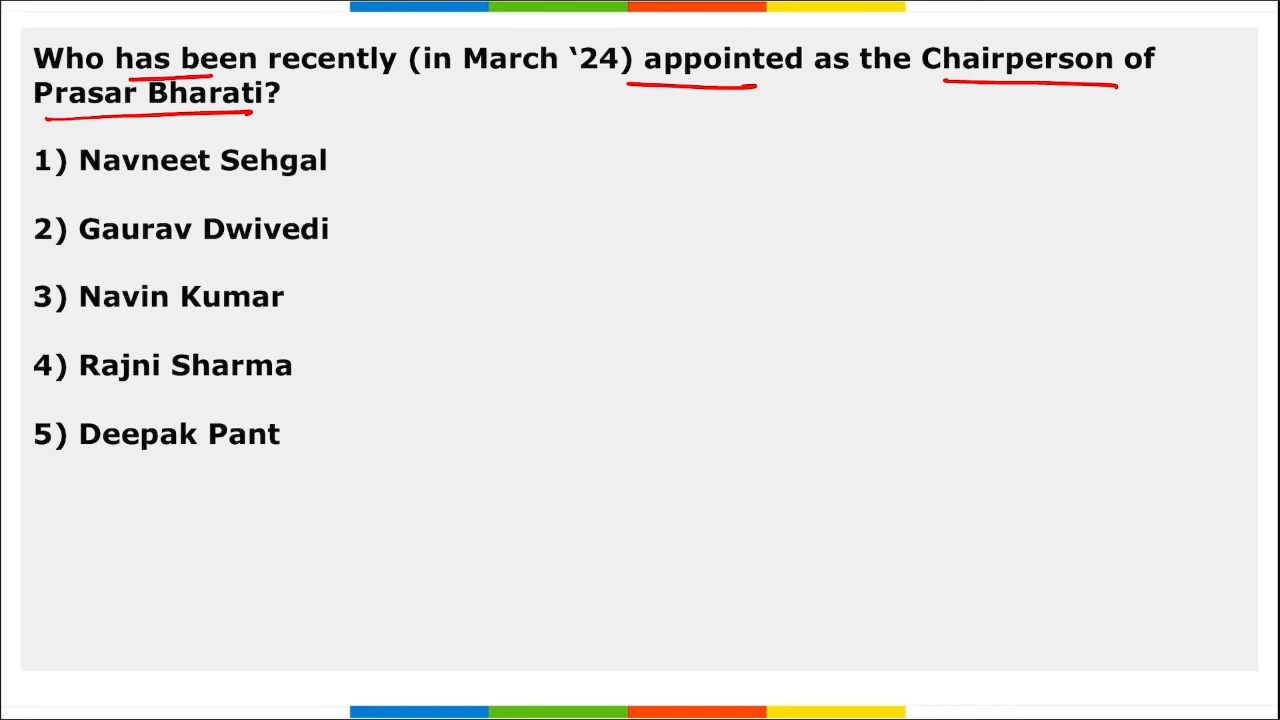 Who has been recently (in March ‘24) appointed as the Chairperson of
Prasar Bharati?
1) Navneet Sehgal
2) Gaurav Dwivedi
3) Navin Kumar
4) Rajni Sharma
5) Deepak Pant